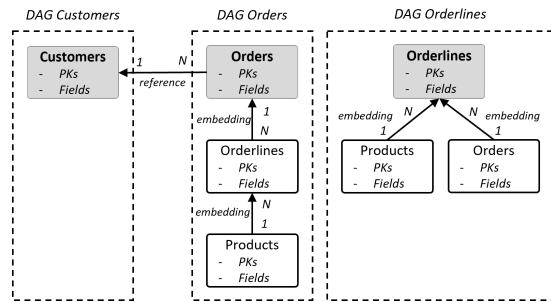 DAG Customers
DAG Orders
DAG Orderlines
Customers
- PKs
- Fields
1
N
reference
Orders
- PKs
- Fields
embedding
1
N
Orderlines
- PKs
- Fields
embedding
N
1
Products
- PKs
- Fields
Orderlines
- PKs
- Fields
embedding
N
1
N
embedding
1
Products
- PKs
- Fields
Orders
- PKs
- Fields